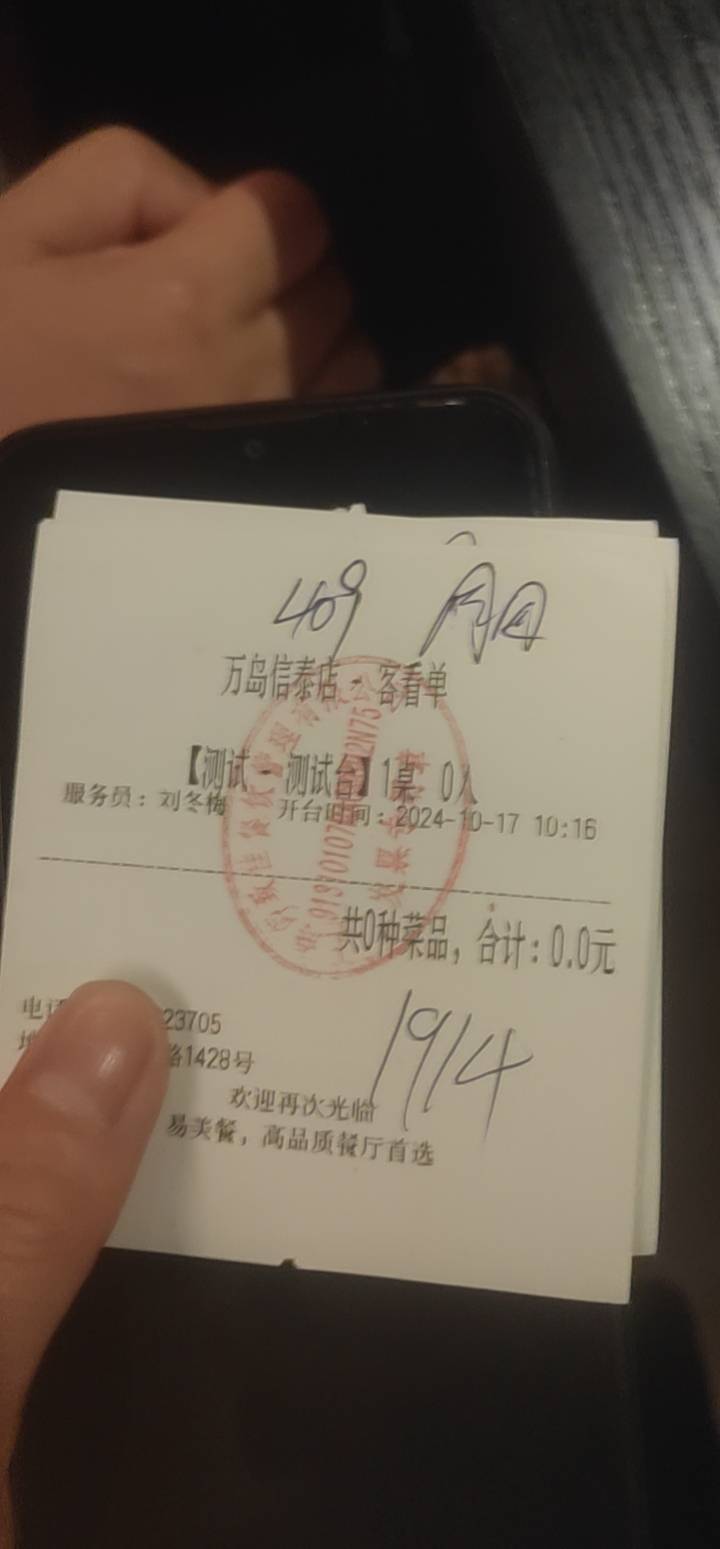 409
万岛信泰店 - 客看单
【测试 - 测试台】1桌 0人
服务员：刘冬梅 开台时间：2024-10-17 10:16
共0种菜品，合计：0.0元
电话 23705
1914
路1428号
欢迎再次光临
易美餐，高品质餐厅首选